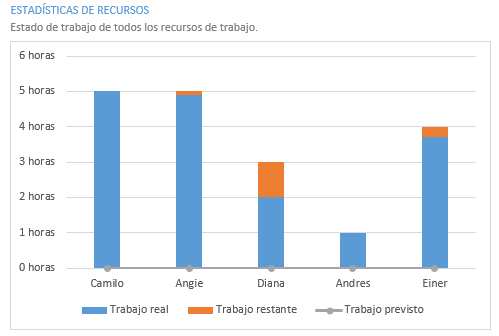 ESTADÍSTICAS DE RECURSOS
Estado de trabajo de todos los recursos de trabajo.
6 horas
5 horas
4 horas
3 horas
2 horas
1 horas
0 horas
Camilo Angie Diana Andres Einer
Trabajo real Trabajo restante Trabajo previsto